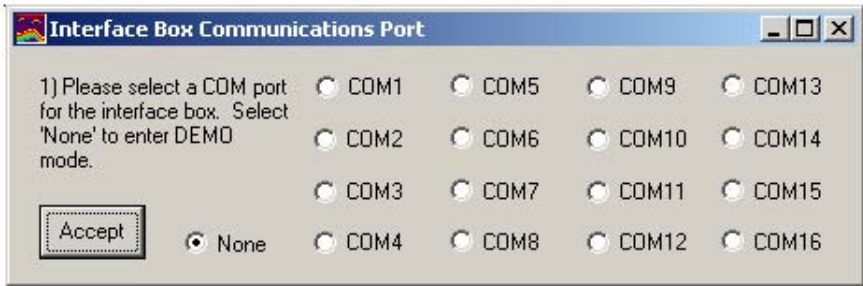 Interface Box Communications Port
1) Please select a COM port
for the interface box.  Select
'None' to enter DEMO
mode.
Accept
None
COM1
COM2
COM3
COM4
COM5
COM6
COM7
COM8
COM9
COM10
COM11
COM12
COM13
COM14
COM15
COM16